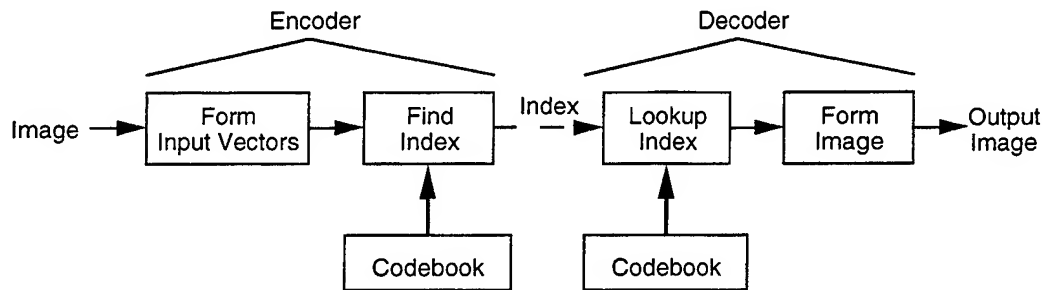 Encoder
Decoder
Image
Form
Input Vectors
Find
Index
Index
Lookup
Index
Form
Image
Output
Image
Codebook
Codebook